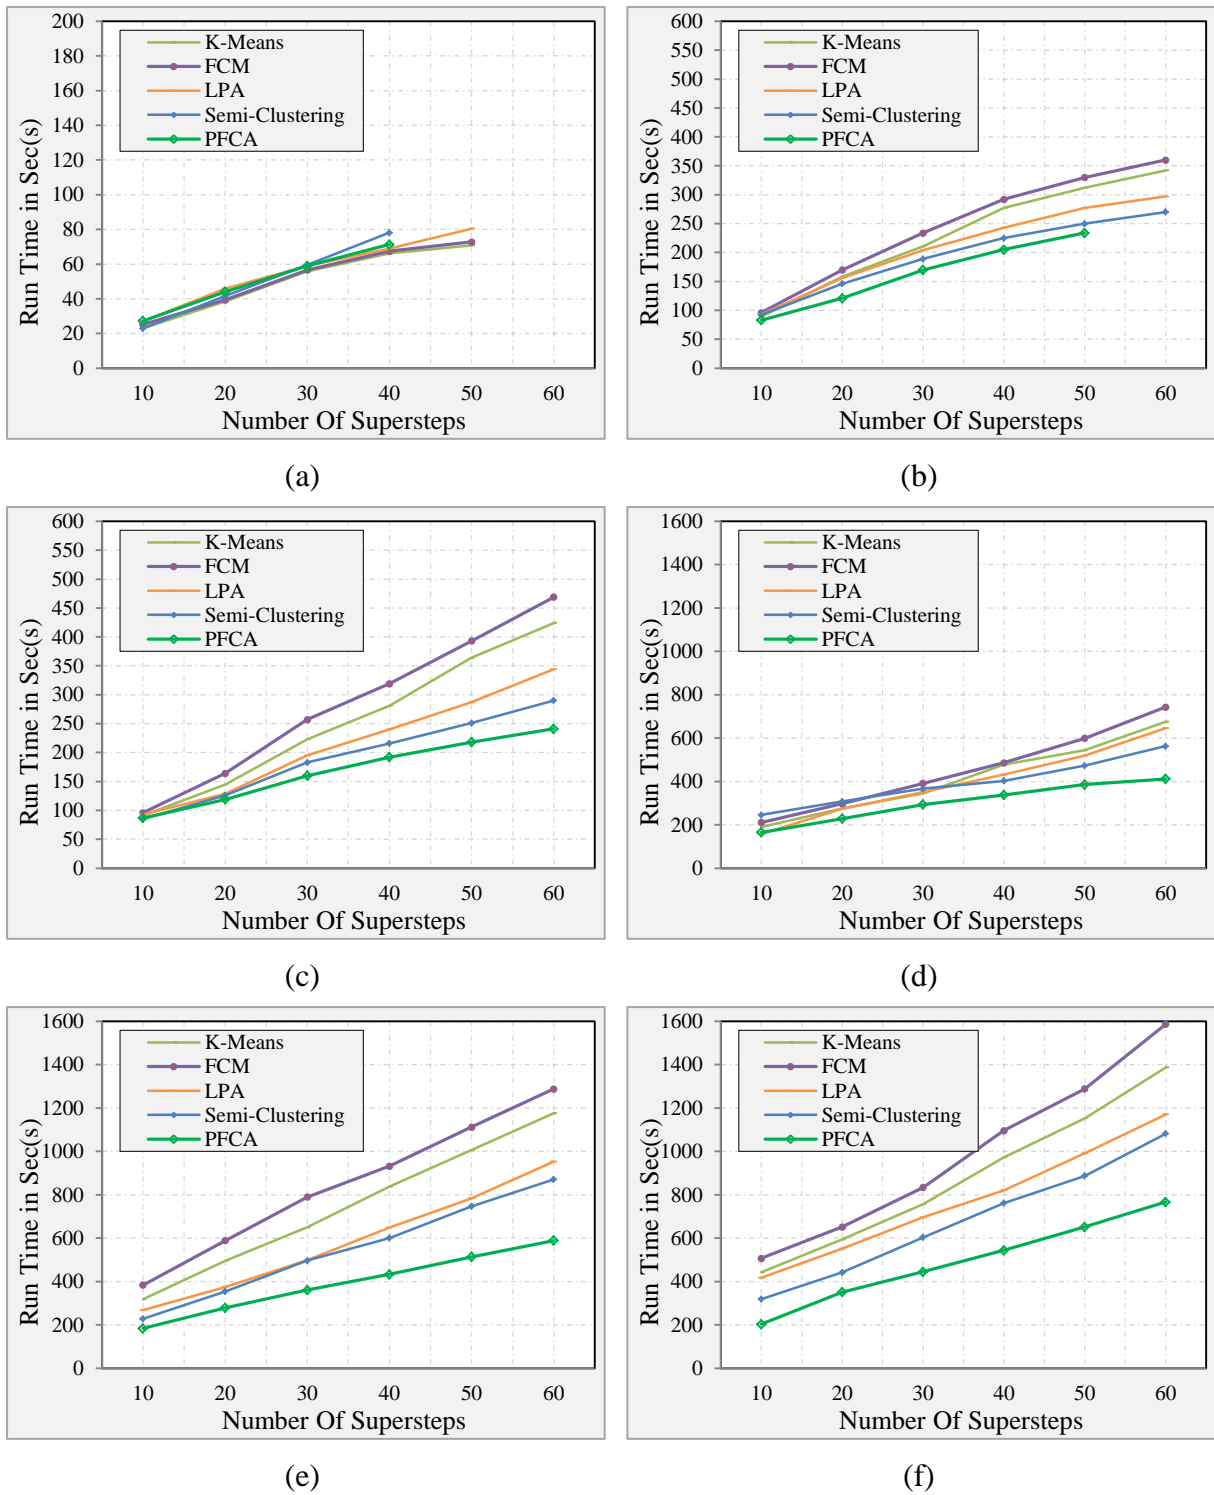 200
180
160
140
120
100
80
60
40
20
0
Run Time in Sec(s)
K-Means
FCM
LPA
Semi-Clustering
PFCA
10 20 30 40 50 60
Number Of Supersteps
(a)
600
550
500
450
400
350
300
250
200
150
100
50
0
Run Time in Sec(s)
K-Means
FCM
LPA
Semi-Clustering
PFCA
10 20 30 40 50 60
Number Of Supersteps
(b)
600
550
500
450
400
350
300
250
200
150
100
50
0
Run Time in Sec(s)
K-Means
FCM
LPA
Semi-Clustering
PFCA
10 20 30 40 50 60
Number Of Supersteps
(c)
1600
1400
1200
1000
800
600
400
200
0
Run Time in Sec(s)
K-Means
FCM
LPA
Semi-Clustering
PFCA
10 20 30 40 50 60
Number Of Supersteps
(d)
1600
1400
1200
1000
800
600
400
200
0
Run Time in Sec(s)
K-Means
FCM
LPA
Semi-Clustering
PFCA
10 20 30 40 50 60
Number Of Supersteps
(e)
1600
1400
1200
1000
800
600
400
200
0
Run Time in Sec(s)
K-Means
FCM
LPA
Semi-Clustering
PFCA
10 20 30 40 50 60
Number Of Supersteps
(f)